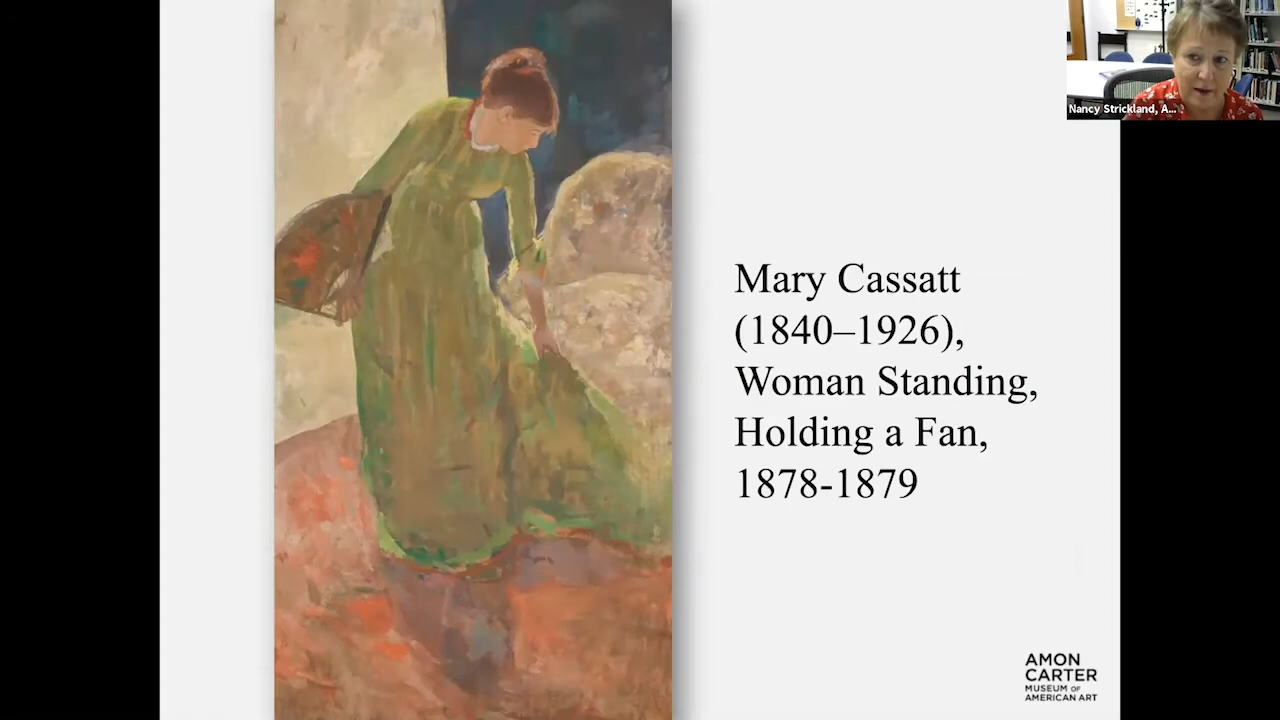 Nancy Strickland, A...
Mary Cassatt
(1840–1926),
Woman Standing,
Holding a Fan,
1878-1879
AMON
CARTER
MUSEUM OF
AMERICAN ART